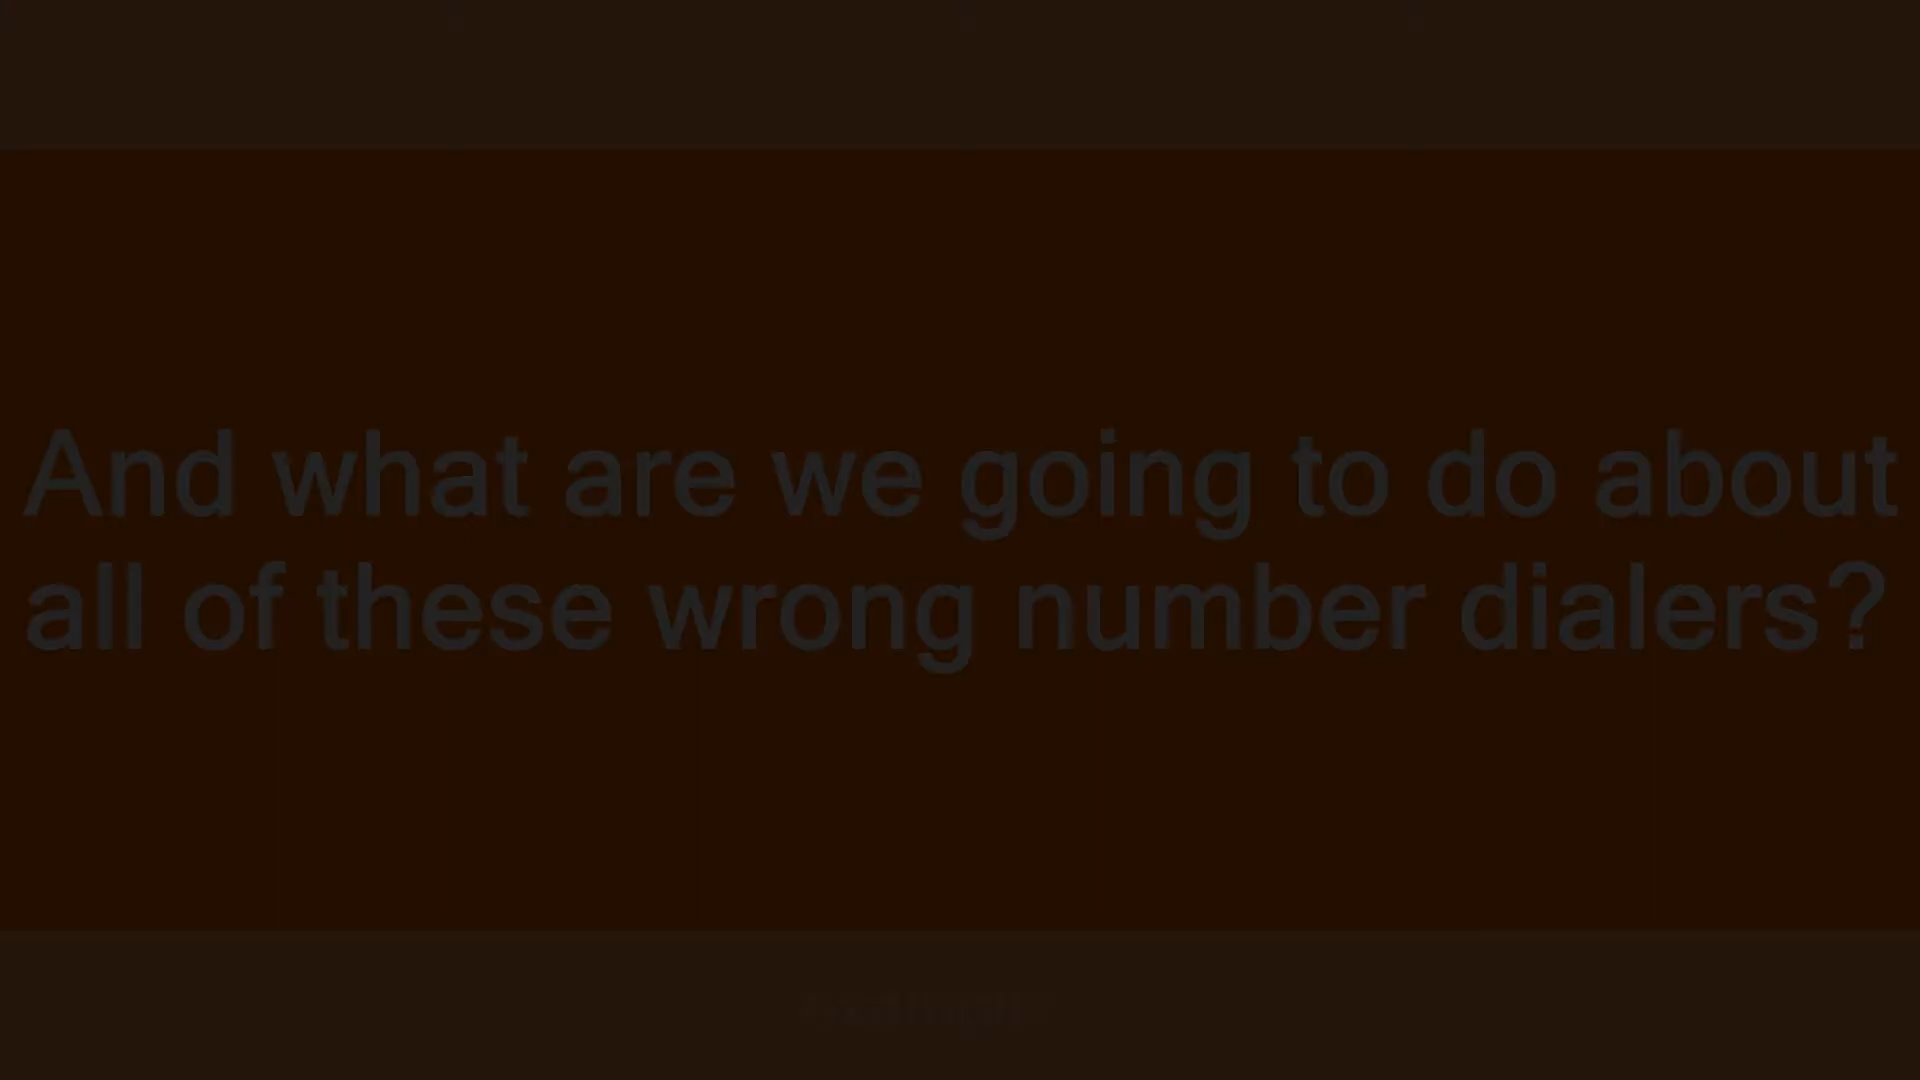 And what are we going to do about
all of these wrong number dialers?